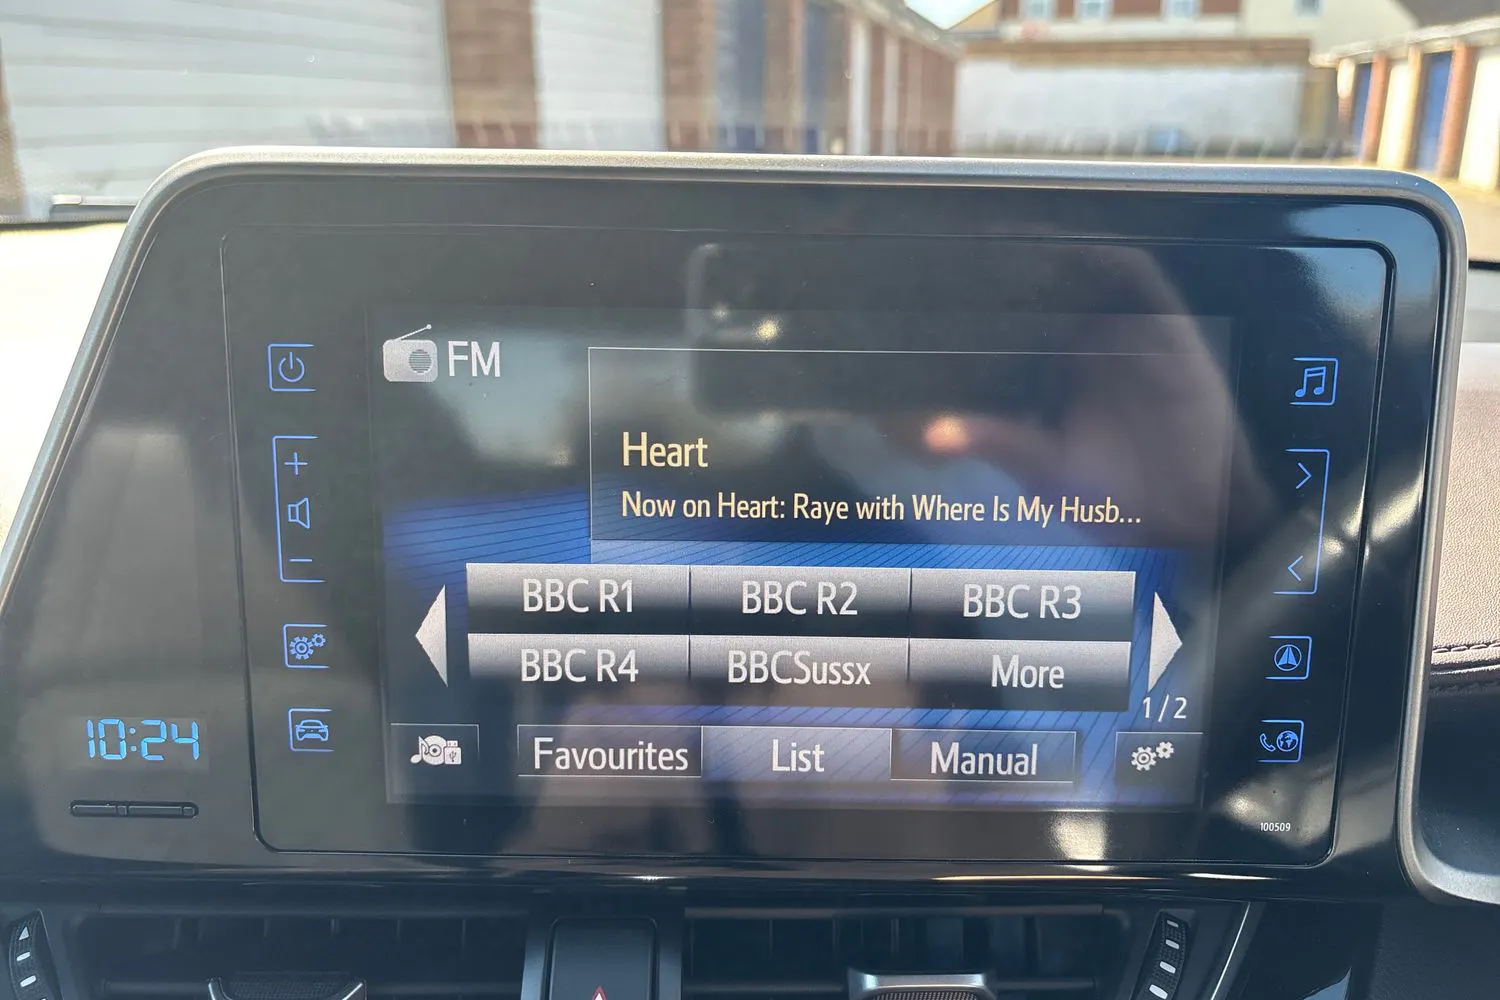 FM
Heart
Now on Heart: Raye with Where Is My Husb...
BBC R1 BBC R2 BBC R3
BBC R4 BBCSussx More
1/2
Favourites List Manual
10:24
100509